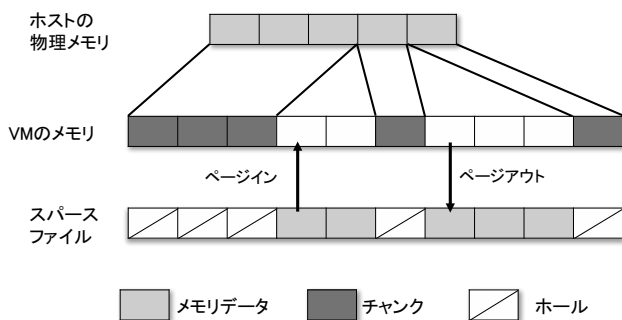 ホストの
物理メモリ
VMのメモリ
ページイン
ページアウト
スパース
ファイル
メモリデータ
チャンク
ホール